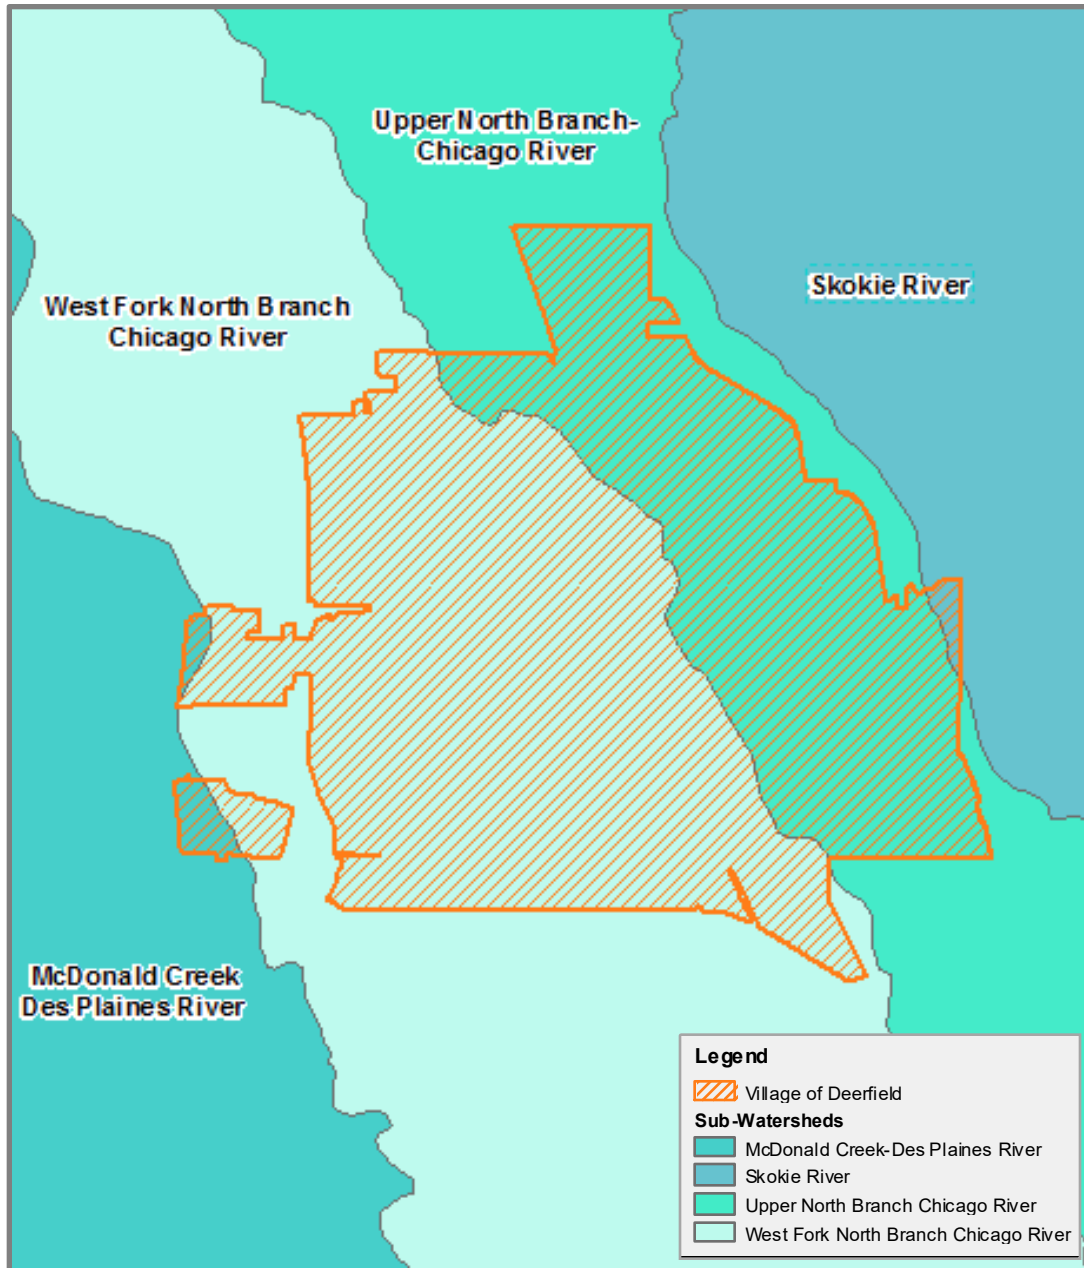 Upper North Branch-
Chicago River
Skokie River
West Fork North Branch
Chicago River
McDonald Creek
Des Plaines River
Legend
Village of Deerfield
Sub-Watersheds
McDonald Creek-Des Plaines River
Skokie River
Upper North Branch Chicago River
West Fork North Branch Chicago River